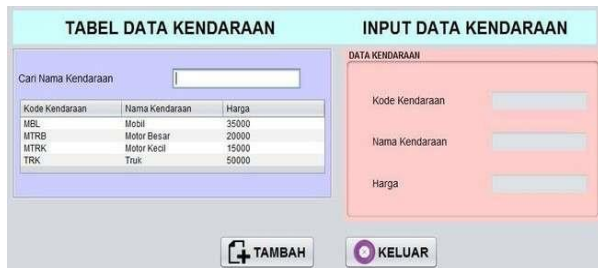 TABEL DATA KENDARAAN
INPUT DATA KENDARAAN
Cari Nama Kendaraan
Kode Kendaraan Nama Kendaraan Harga
MBL Mobil 35000
MTRB Motor Besar 20000
MTRK Motor Kecil 15000
TRK Truk 50000
DATA KENDARAAN
Kode Kendaraan
Nama Kendaraan
Harga
TAMBAH
KELUAR